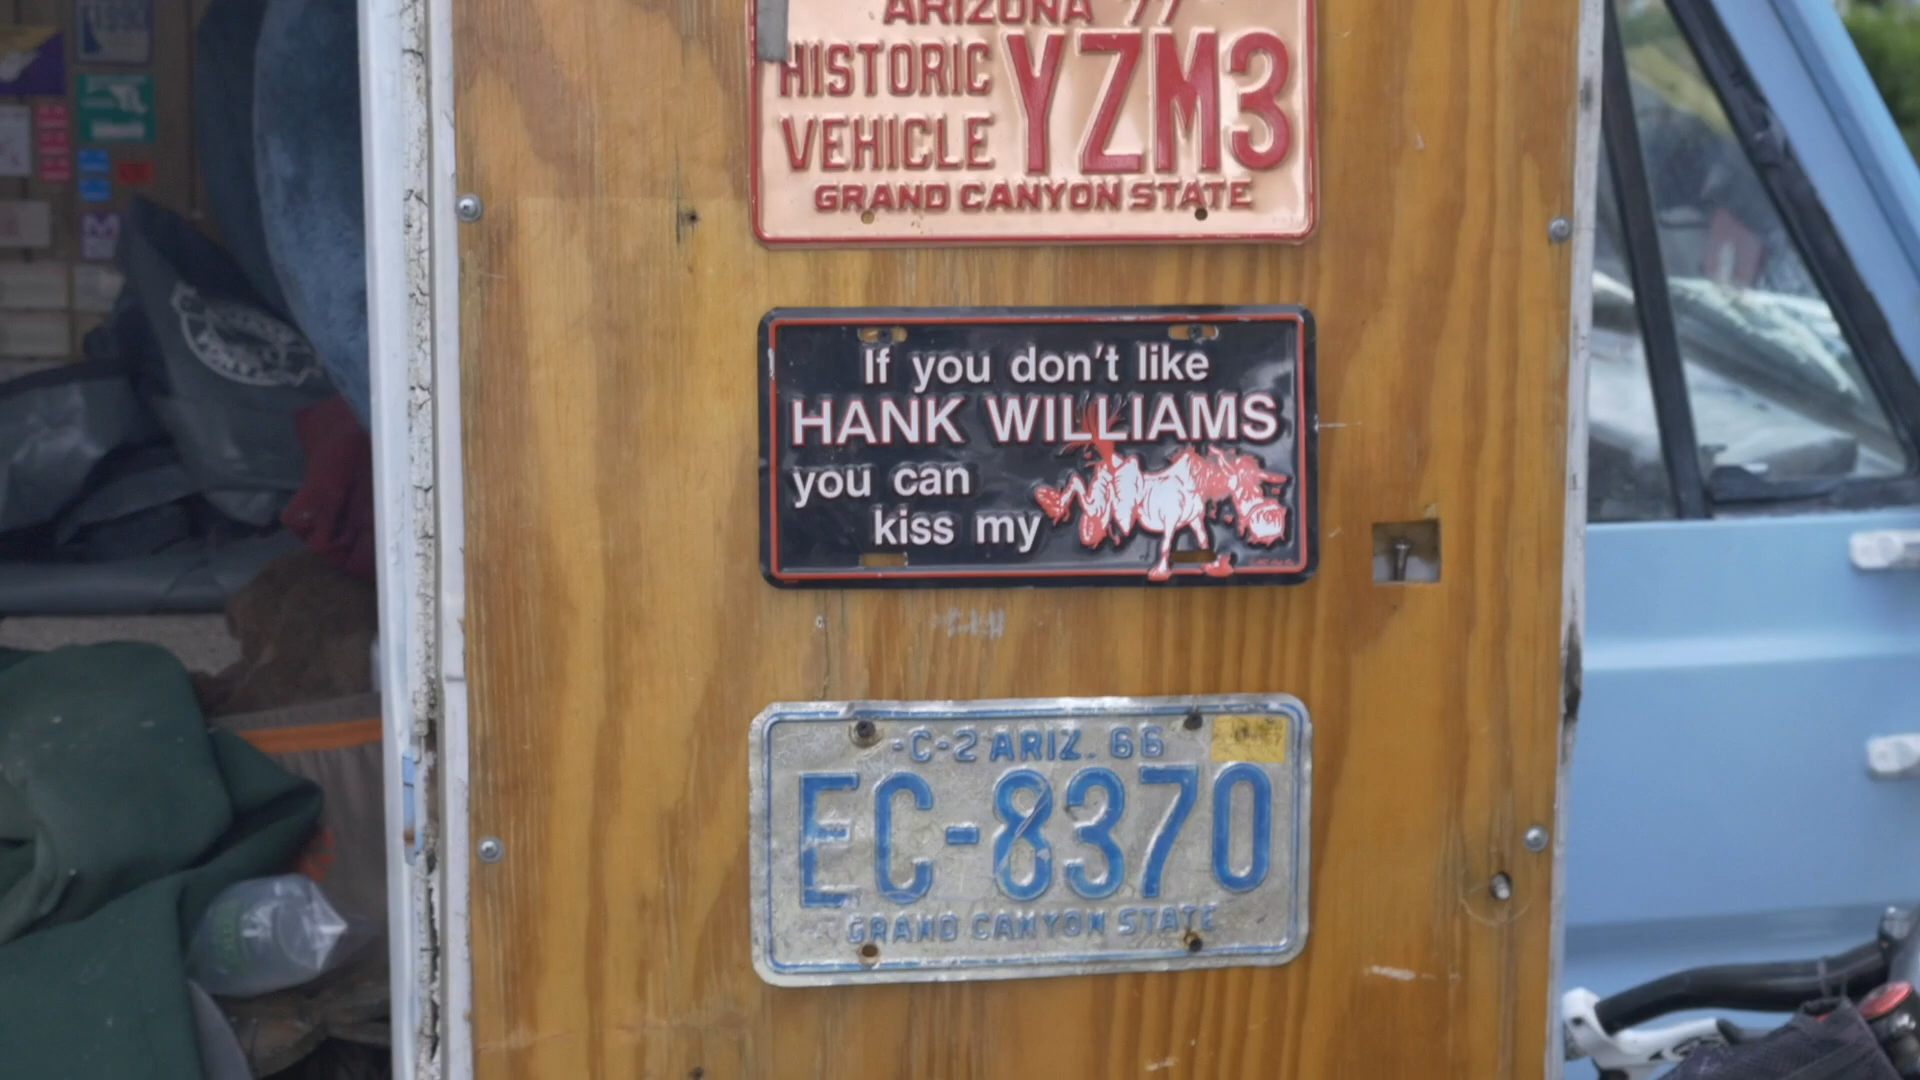 ARIZONA '77
HISTORIC
VEHICLE
YZM3
GRAND CANYON STATE
If you don't like
HANK WILLIAMS
you can
kiss my
-C-2 ARIZ. 66
EC-8370
GRAND CANYON STATE